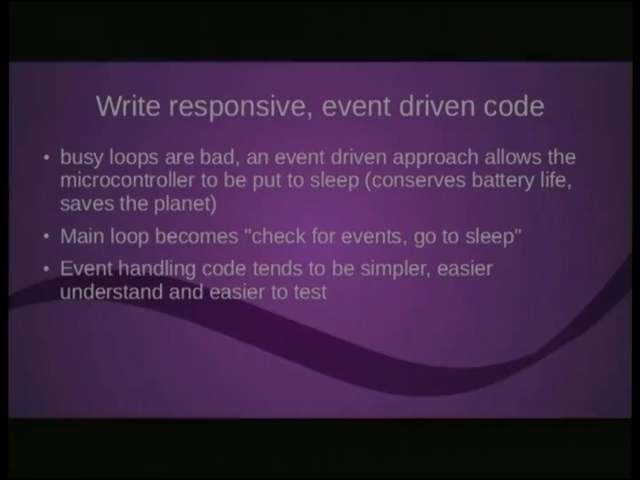 Write responsive, event driven code
• busy loops are bad, an event driven approach allows the
microcontroller to be put to sleep (conserves battery life,
saves the planet)
• Main loop becomes "check for events, go to sleep"
• Event handling code tends to be simpler, easier
understand and easier to test